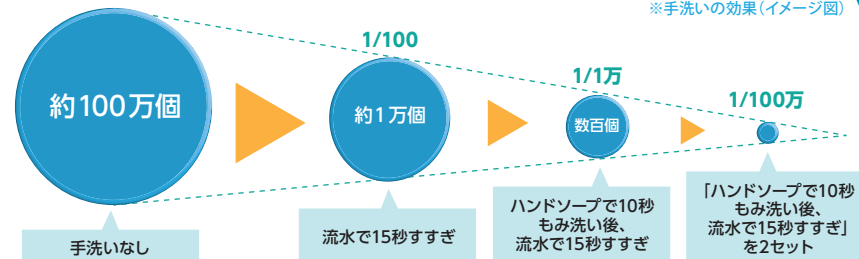 ※手洗いの効果(イメージ図)
1/100
1/1万
1/100万
約100万個
約1万個
数百個
手洗いなし
流水で15秒すすぎ
ハンドソープで10秒
もみ洗い後、
流水で15秒すすぎ
「ハンドソープで10秒
もみ洗い後、
流水で15秒すすぎ」
を2セット